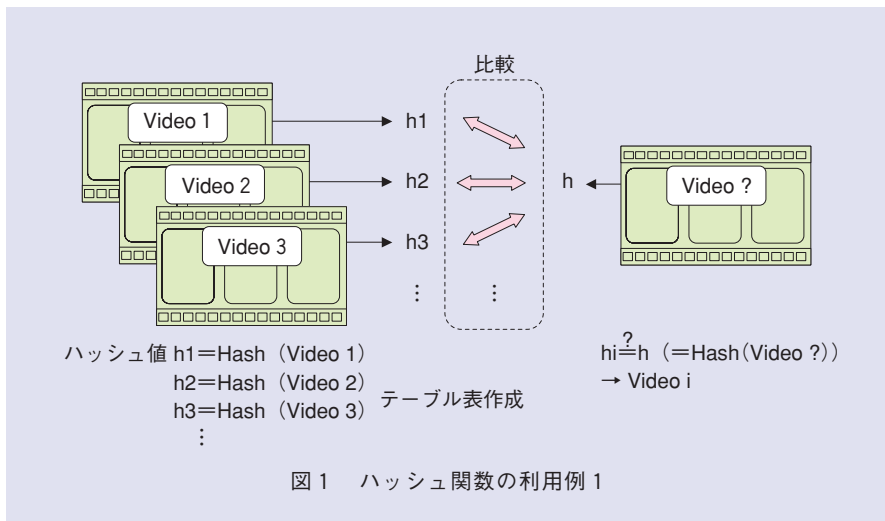 比較
Video 1
h1
Video 2
h2
h
Video ?
Video 3
h3
⋮
⋮
ハッシュ値 h1=Hash（Video 1）
h2=Hash（Video 2）
h3=Hash（Video 3）
⋮
テーブル表作成
?
hi=h（=Hash(Video ?)）
→ Video i
図1 ハッシュ関数の利用例1